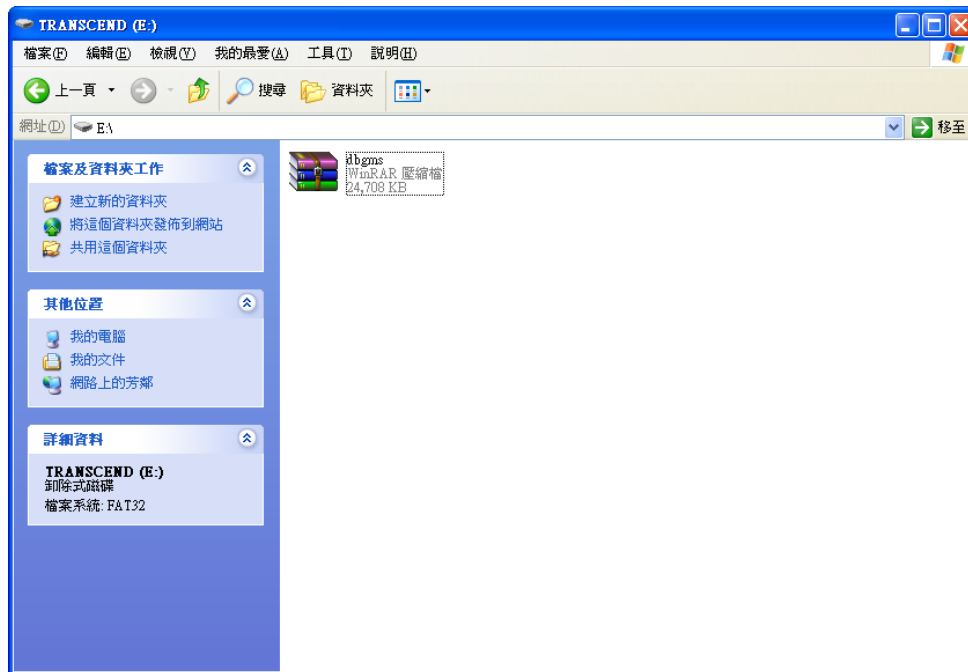 TRANSCEND (E:)
檔案(F) 編輯(E) 檢視(V) 我的最愛(A) 工具(T) 說明(H)
上一頁 搜尋 資料夾
網址(D) E:\ 移至
檔案及資料夾工作
建立新的資料夾
將這個資料夾發佈到網站
共用這個資料夾
其他位置
我的電腦
我的文件
網路上的芳鄰
詳細資料
TRANSCEND (E:)
卸除式磁碟
檔案系統: FAT32
dbgms
WinRAR 壓縮檔
24,708 KB